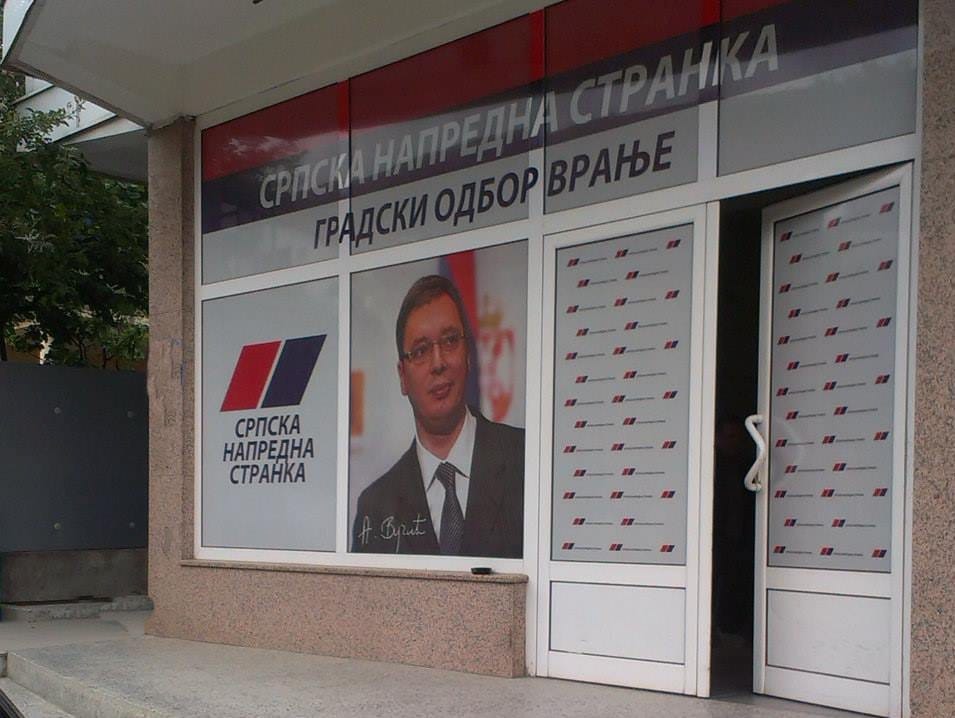 СРПСКА НАПРЕДНА СТРАНКА
ГРАДСКИ ОДБОР ВРАЊЕ
СРПСКА
НАПРЕДНА
СТРАНКА
А. Вучић